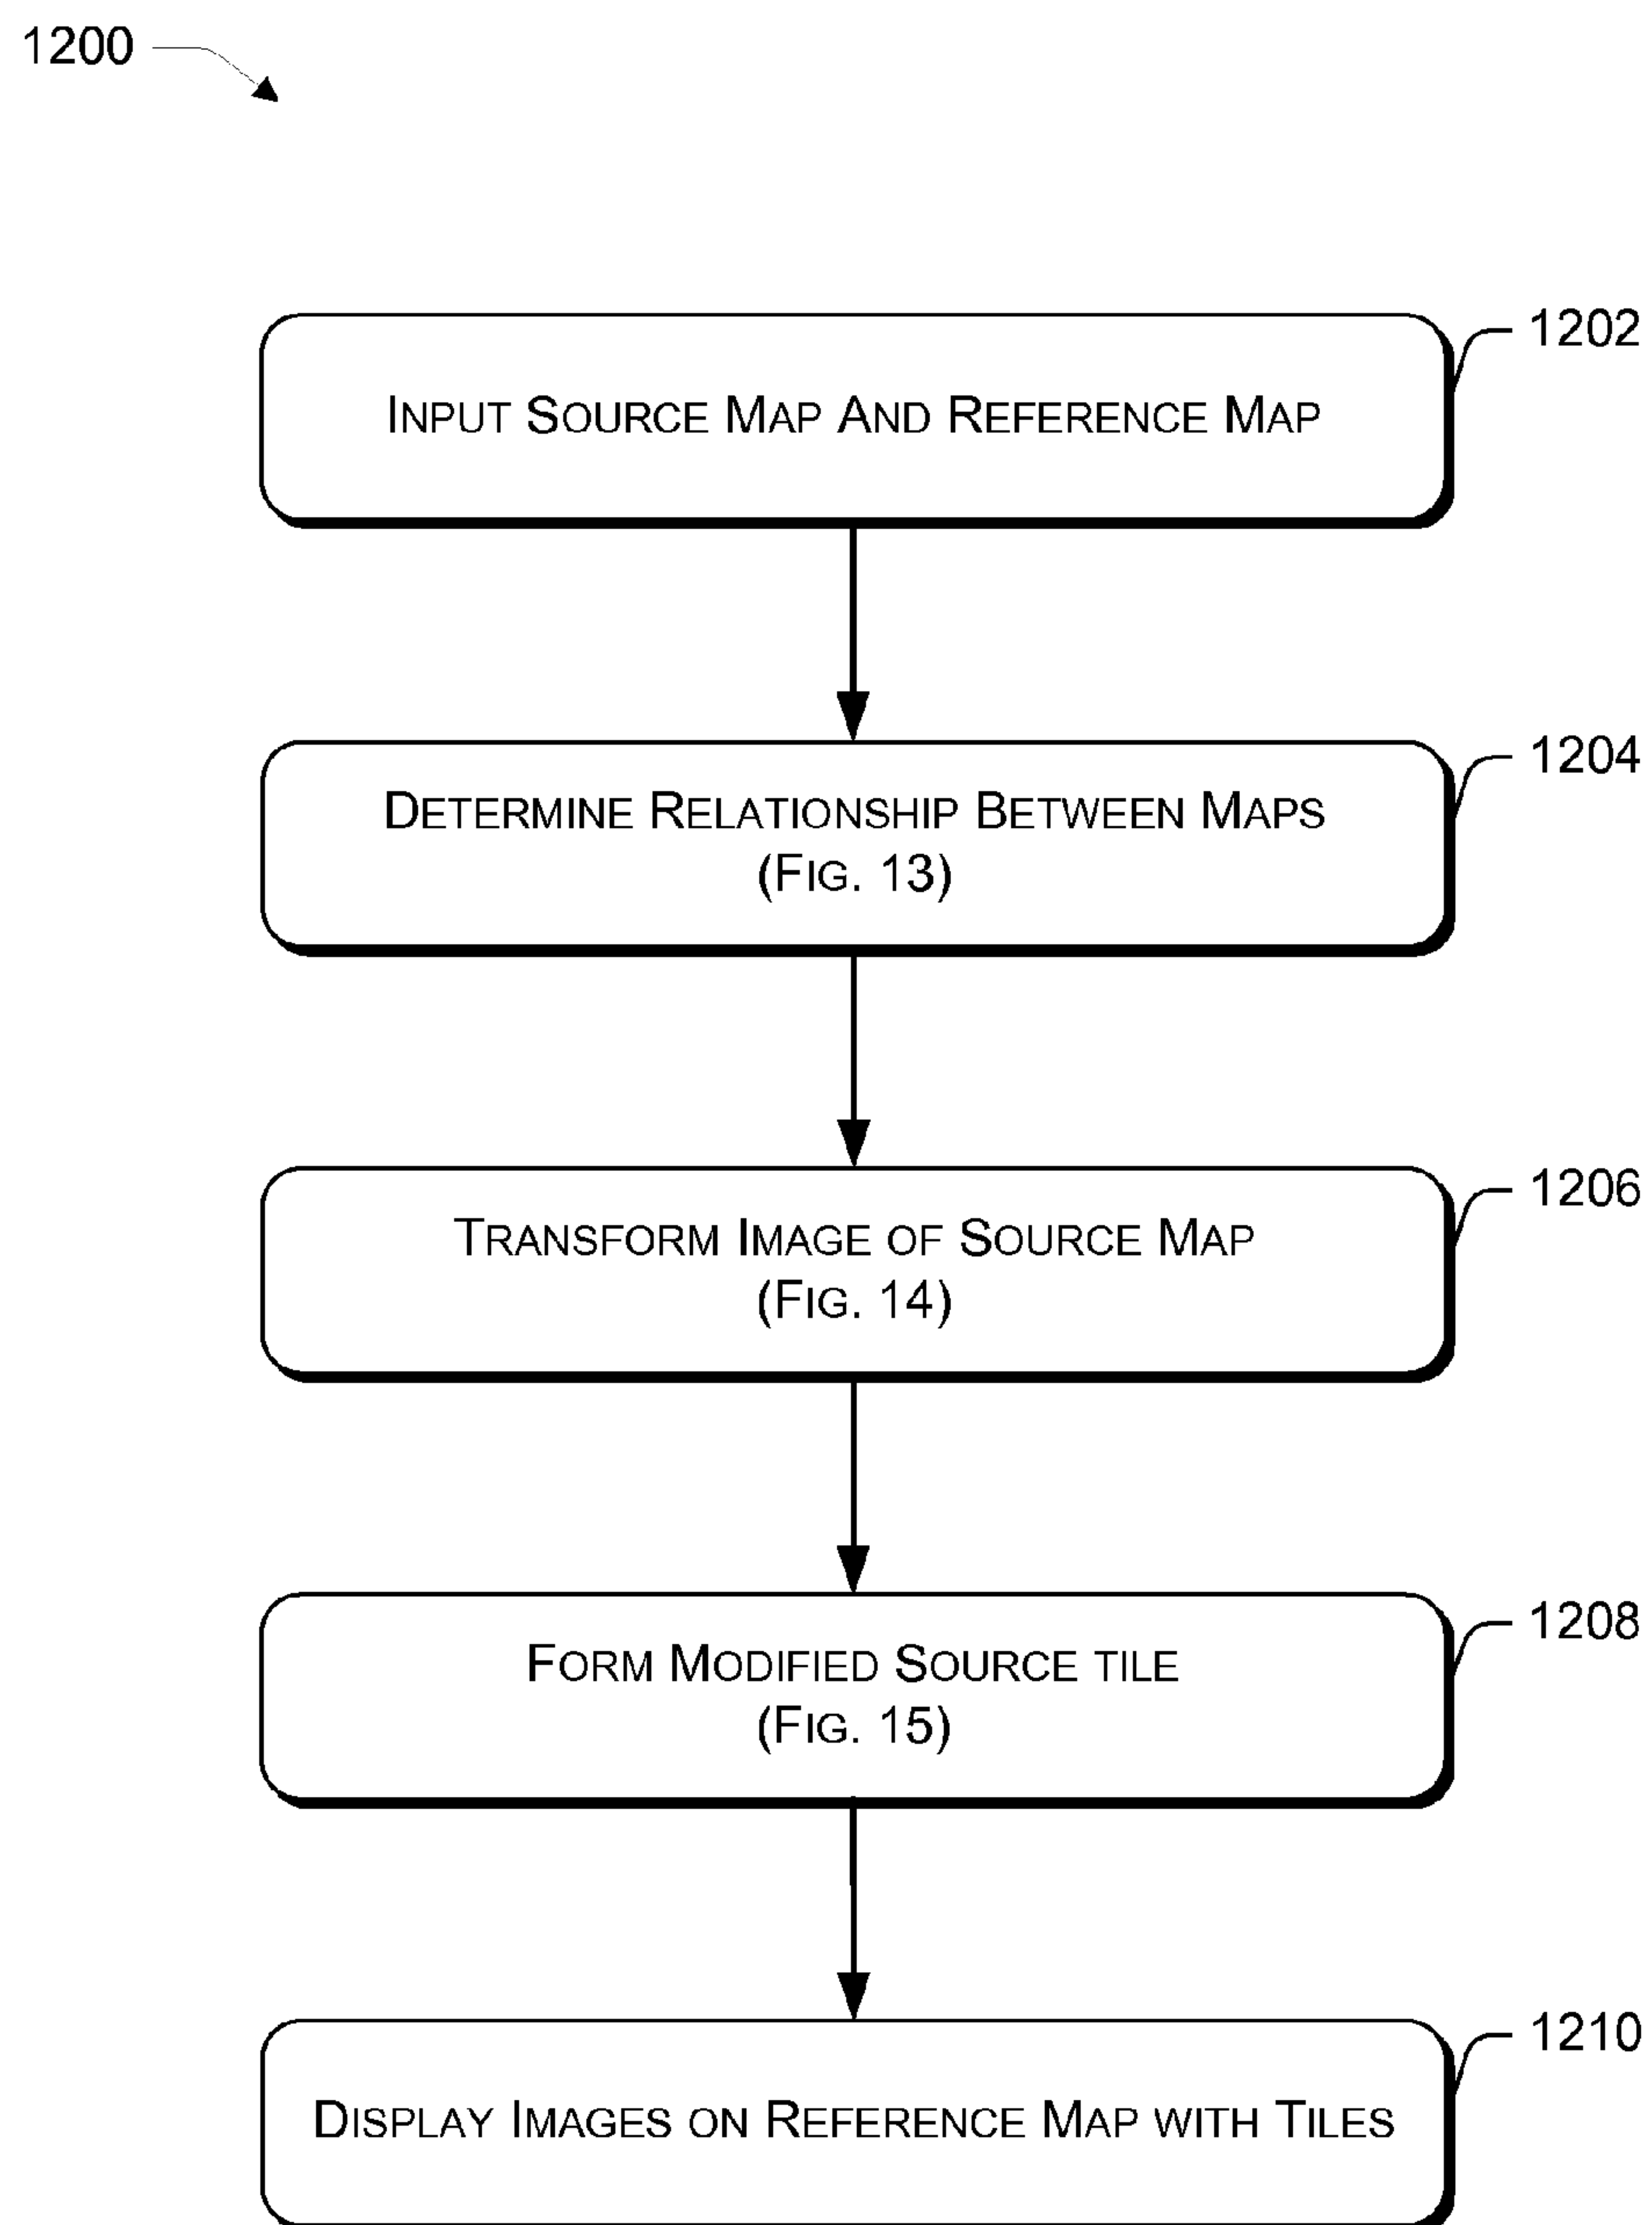 1200
1202
INPUT SOURCE MAP AND REFERENCE MAP
1204
DETERMINE RELATIONSHIP BETWEEN MAPS
(FIG. 13)
1206
TRANSFORM IMAGE OF SOURCE MAP
(FIG. 14)
1208
FORM MODIFIED SOURCE TILE
(FIG. 15)
1210
DISPLAY IMAGES ON REFERENCE MAP WITH TILES